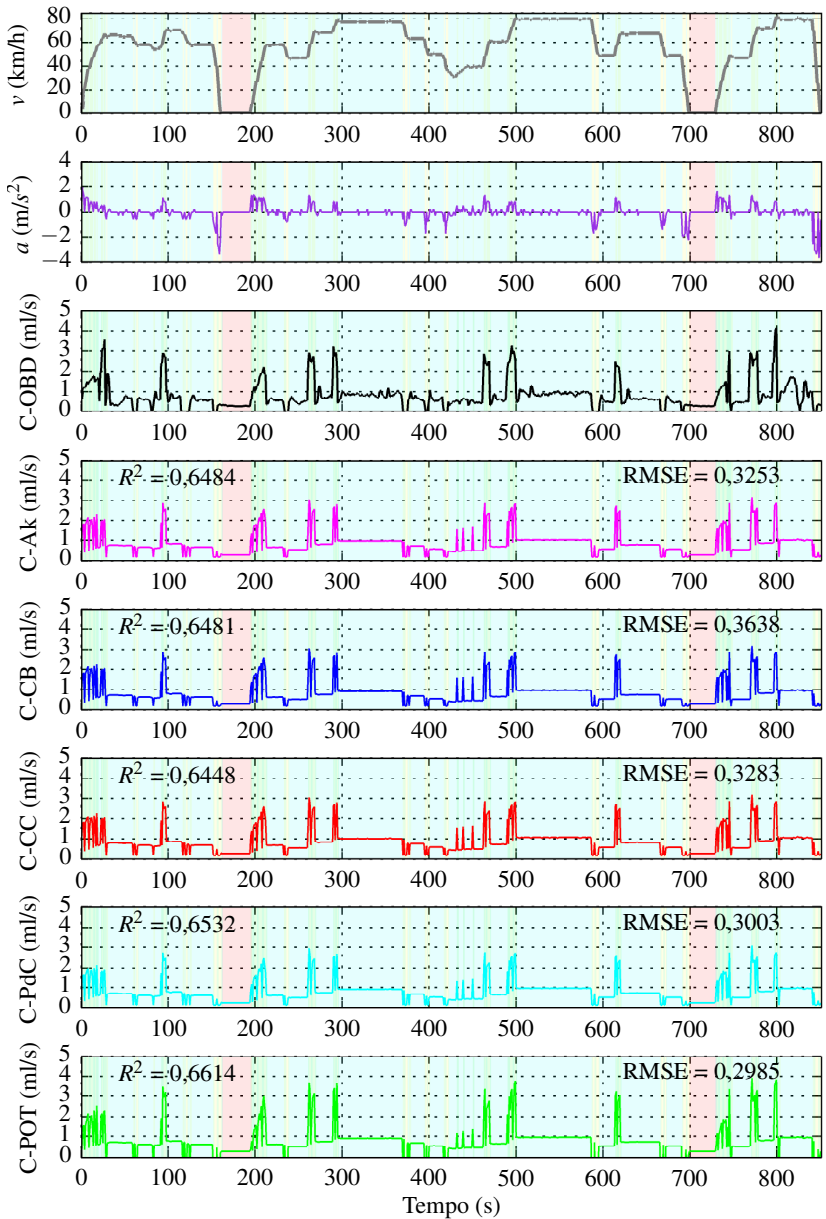 80
60
40
20
0
v (km/h)
0 100 200 300 400 500 600 700 800
4
2
0
−2
−4
a (m/s²)
0 100 200 300 400 500 600 700 800
5
4
3
2
1
0
C-OBD (ml/s)
0 100 200 300 400 500 600 700 800
5
4
3
2
1
0
C-Ak (ml/s)
R² = 0,6484 RMSE = 0,3253
0 100 200 300 400 500 600 700 800
5
4
3
2
1
0
C-CB (ml/s)
R² = 0,6481 RMSE = 0,3638
0 100 200 300 400 500 600 700 800
5
4
3
2
1
0
C-CC (ml/s)
R² = 0,6448 RMSE = 0,3283
0 100 200 300 400 500 600 700 800
5
4
3
2
1
0
C-PdC (ml/s)
R² = 0,6532 RMSE = 0,3003
0 100 200 300 400 500 600 700 800
5
4
3
2
1
0
C-POT (ml/s)
R² = 0,6614 RMSE = 0,2985
0 100 200 300 400 500 600 700 800
Tempo (s)